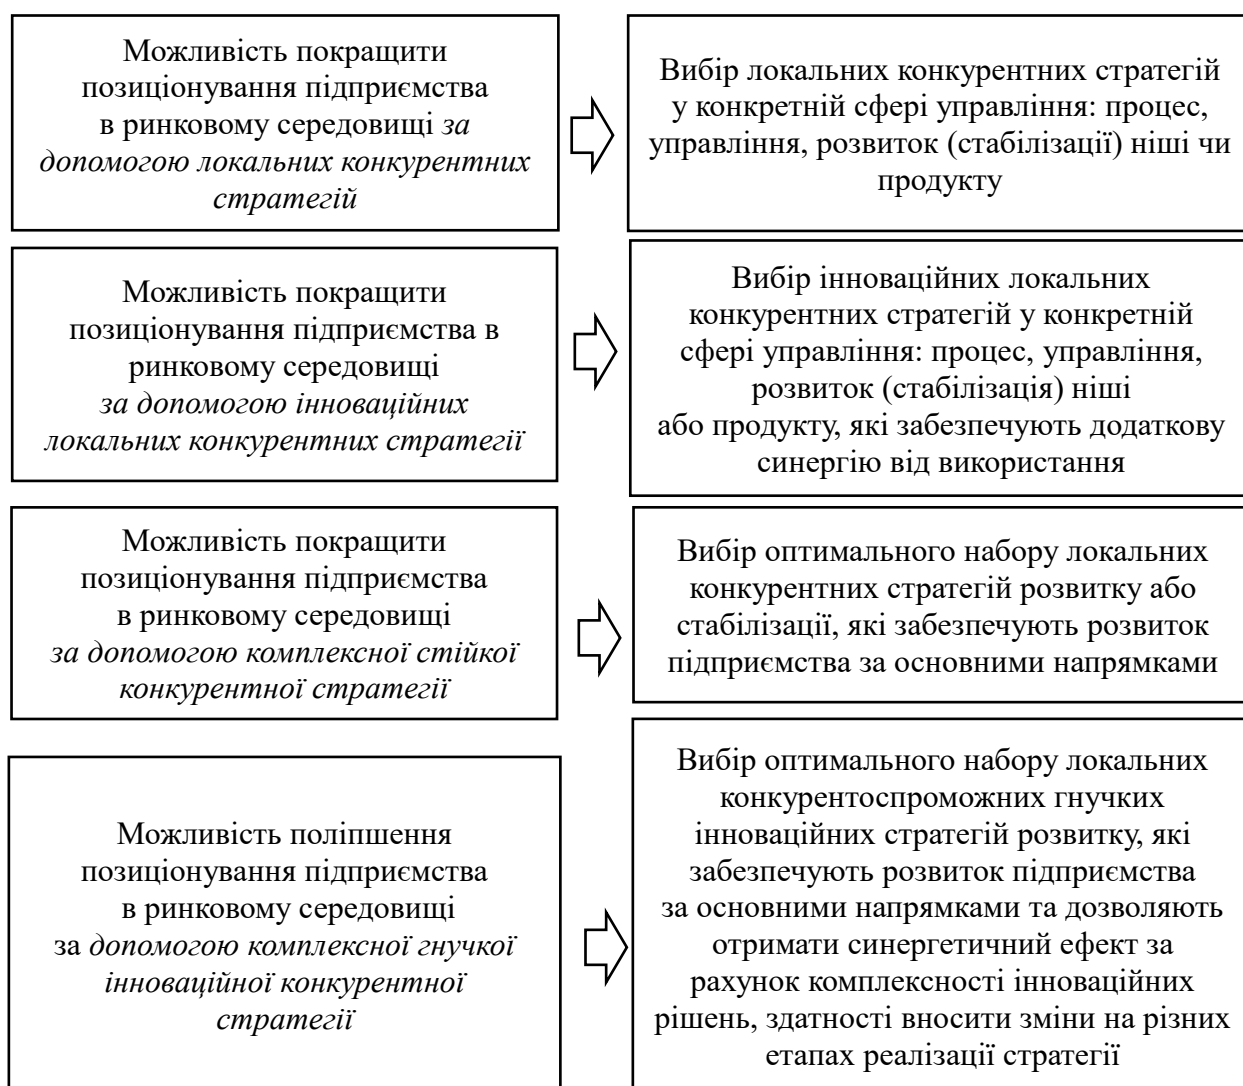 Можливість покращити
позиціонування підприємства
в ринковому середовищі за
допомогою локальних конкурентних
стратегій
Вибір локальних конкурентних стратегій
у конкретній сфері управління: процес,
управління, розвиток (стабілізації) ніші чи
продукту
Можливість покращити
позиціонування підприємства в
ринковому середовищі
за допомогою інноваційних
локальних конкурентних стратегії
Вибір інноваційних локальних
конкурентних стратегій у конкретній
сфері управління: процес, управління,
розвиток (стабілізація) ніші
або продукту, які забезпечують додаткову
синергію від використання
Можливість покращити
позиціонування підприємства
в ринковому середовищі
за допомогою комплексної стійкої
конкурентної стратегії
Вибір оптимального набору локальних
конкурентних стратегій розвитку або
стабілізації, які забезпечують розвиток
підприємства за основними напрямками
Можливість поліпшення
позиціонування підприємства
в ринковому середовищі
за допомогою комплексної гнучкої
інноваційної конкурентної
стратегії
Вибір оптимального набору локальних
конкурентоспроможних гнучких
інноваційних стратегій розвитку, які
забезпечують розвиток підприємства
за основними напрямками та дозволяють
отримати синергетичний ефект за
рахунок комплексності інноваційних
рішень, здатності вносити зміни на різних
етапах реалізації стратегії